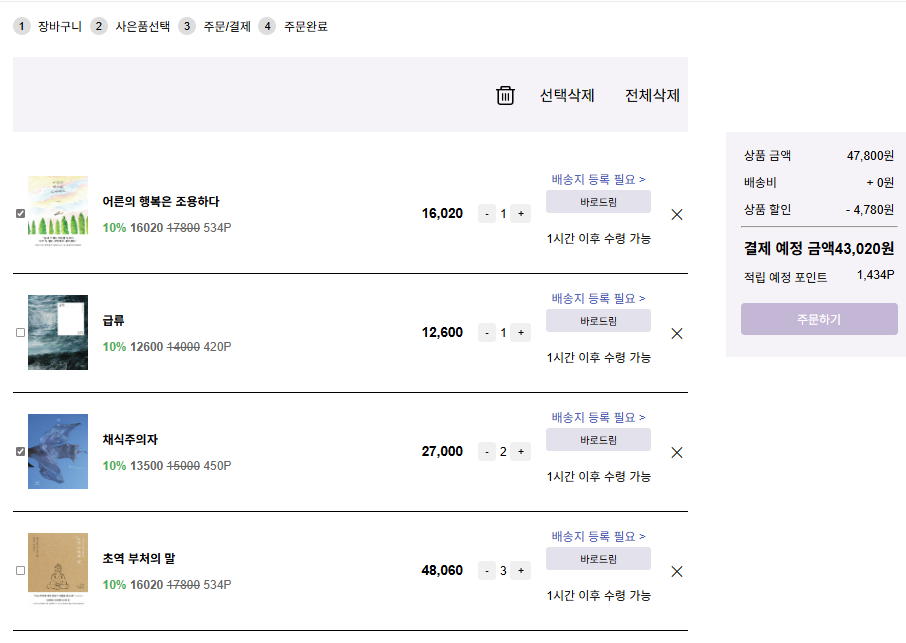 1 장바구니 2 사은품선택 3 주문/결제 4 주문완료
선택삭제 전체삭제
어른의 행복은 조용하다
10% 16020 17800 534P
16,020 - 1 +
배송지 등록 필요 >
바로드림
1시간 이후 수령 가능
급류
10% 12600 14000 420P
12,600 - 1 +
배송지 등록 필요 >
바로드림
1시간 이후 수령 가능
채식주의자
10% 13500 15000 450P
27,000 - 2 +
배송지 등록 필요 >
바로드림
1시간 이후 수령 가능
초역 부처의 말
10% 16020 17800 534P
48,060 - 3 +
배송지 등록 필요 >
바로드림
1시간 이후 수령 가능
상품 금액 47,800원
배송비 + 0원
상품 할인 - 4,780원
결제 예정 금액43,020원
적립 예정 포인트 1,434P
주문하기